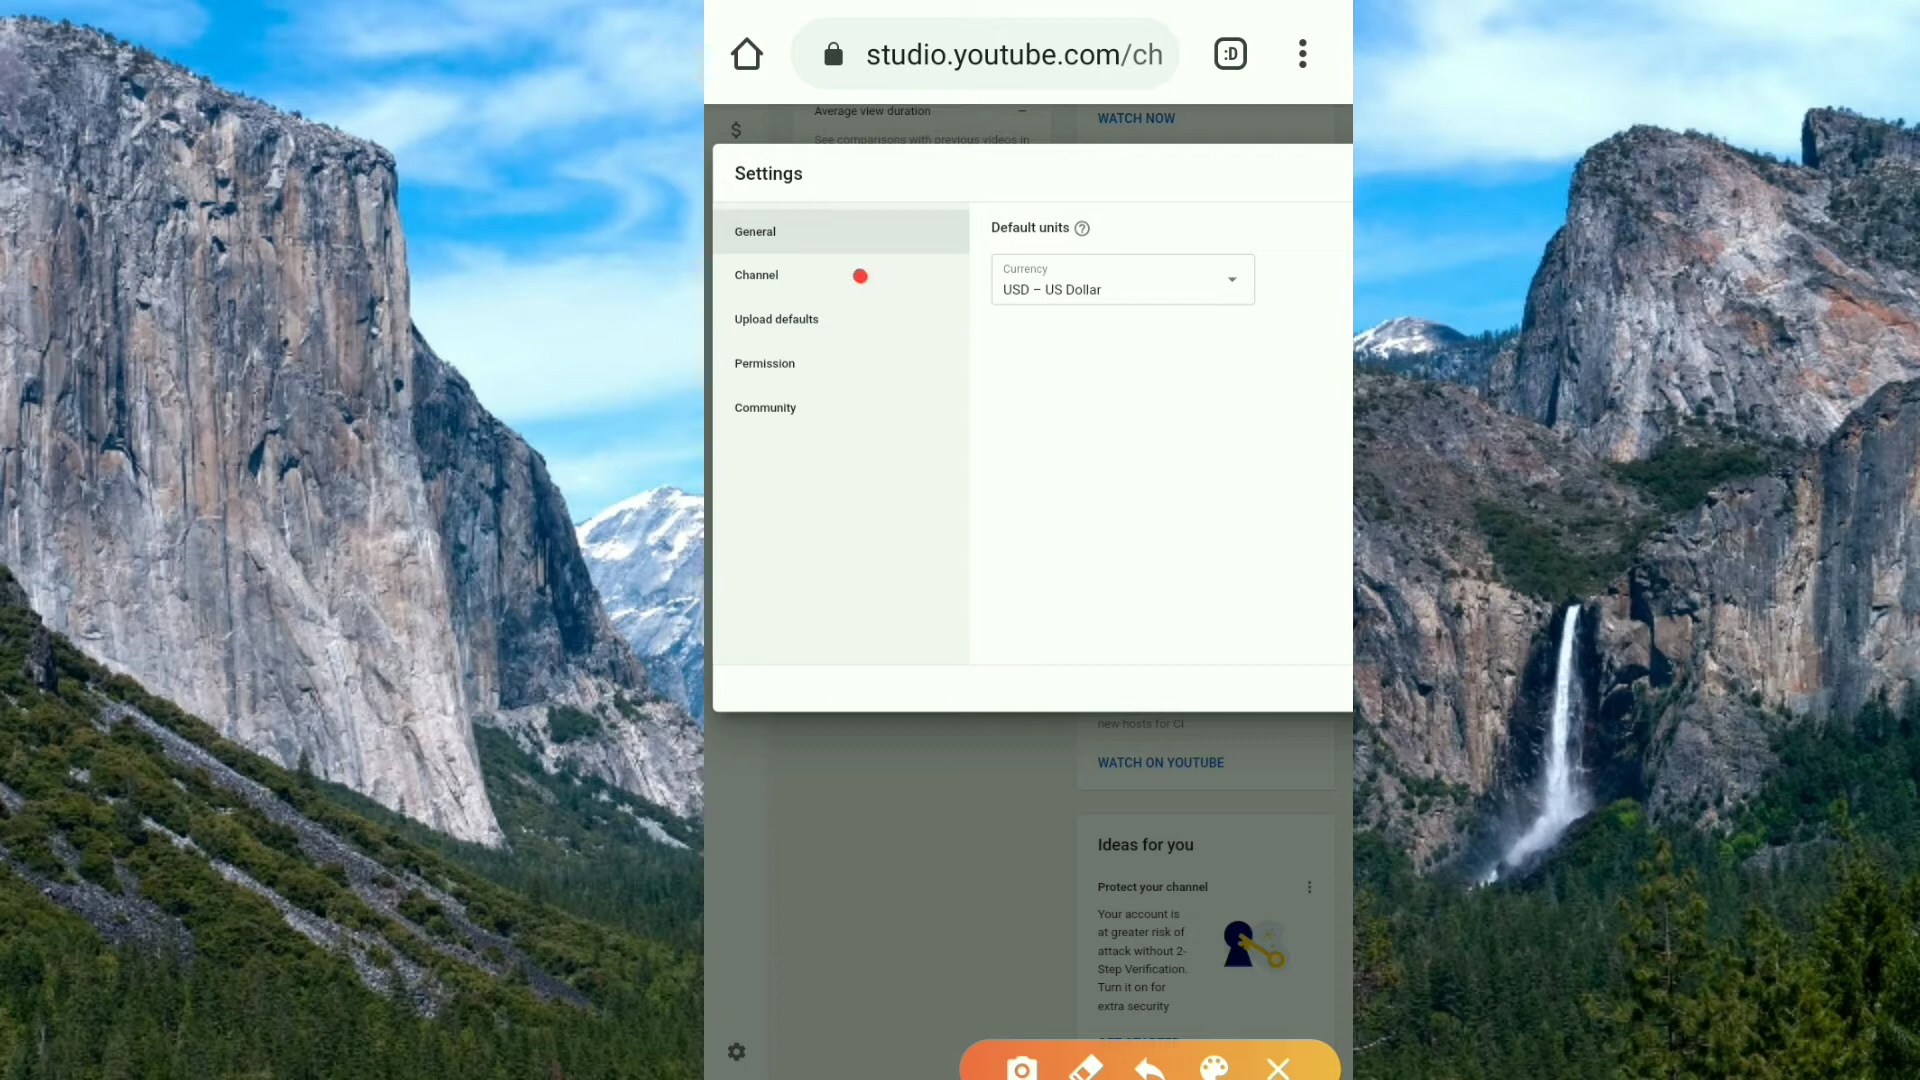 studio.youtube.com/ch
:D
Average view duration
—
See comparisons with previous videos in
WATCH NOW
$
Settings
General
Channel
Upload defaults
Permission
Community
Default units ?
Currency
USD – US Dollar
new hosts for CI
WATCH ON YOUTUBE
Ideas for you
Protect your channel
Your account is
at greater risk of
attack without 2-
Step Verification.
Turn it on for
extra security